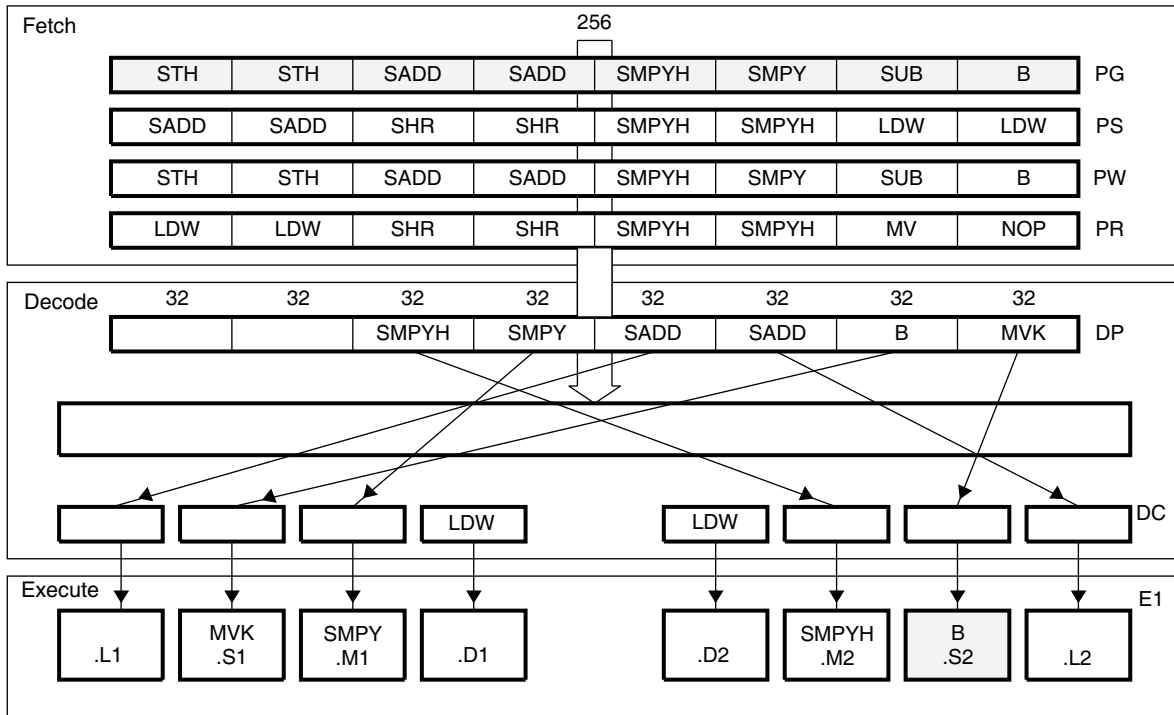 Fetch
256
STH STH SADD SADD SMPYH SMPY SUB B PG
SADD SADD SHR SHR SMPYH SMPYH LDW LDW PS
STH STH SADD SADD SMPYH SMPY SUB B PW
LDW LDW SHR SHR SMPYH SMPYH MV NOP PR
Decode 32 32 32 32 32 32 32 32
SMPYH SMPY SADD SADD B MVK DP
LDW LDW DC
Execute E1
.L1
MVK
.S1
SMPY
.M1
.D1
.D2
SMPYH
.M2
B
.S2
.L2